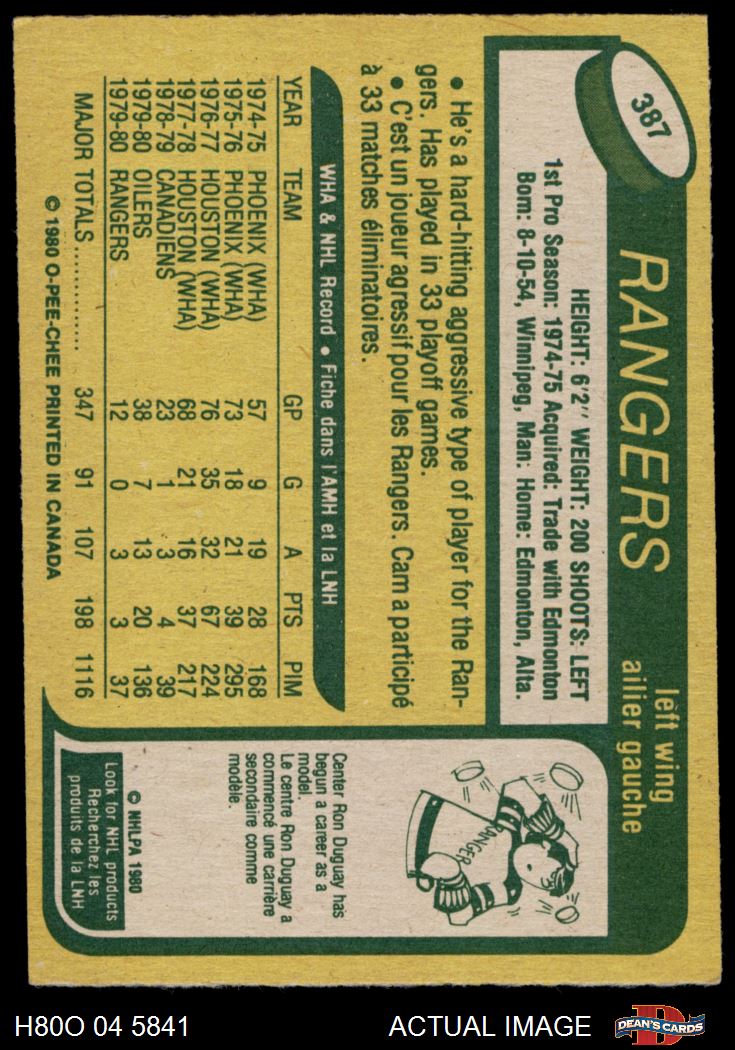 387
RANGERS
left wing
ailier gauche
HEIGHT: 6'2" WEIGHT: 200 SHOOTS: LEFT
1st Pro Season: 1974-75 Acquired: Trade with Edmonton
Born: 8-10-54, Winnipeg, Man. Home: Edmonton, Alta.
• He's a hard-hitting aggressive type of player for the Ran-
gers. Has played in 33 playoff games.
• C'est un joueur agressif pour les Rangers. Cam a participé
à 33 matches éliminatoires.
WHA & NHL Record • Fiche dans l'AMH et la LNH
YEAR TEAM GP G A PTS PIM
1974-75 PHOENIX (WHA) 57 9 19 28 168
1975-76 PHOENIX (WHA) 73 18 21 39 295
1976-77 HOUSTON (WHA) 76 35 32 67 224
1977-78 HOUSTON (WHA) 68 21 16 37 217
1978-79 CANADIENS 23 1 3 4 39
1979-80 OILERS 38 7 13 20 136
1979-80 RANGERS 12 0 3 3 37
MAJOR TOTALS .............. 347 91 107 198 1116
© 1980 O-PEE-CHEE PRINTED IN CANADA
RANGER
Center Ron Duguay has
begun a career as a
model.
Le centre Ron Duguay a
commencé une carrière
secondaire comme
modèle.
© NHLPA 1980
Look for NHL products
Recherchez les
produits de la LNH
H80O 04 5841
ACTUAL IMAGE
D
DEAN'S CARDS